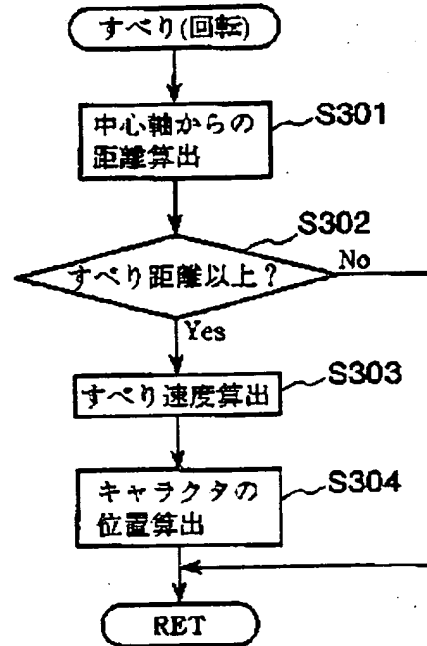 すべり(回転)
中心軸からの
距離算出
S301
すべり距離以上？
S302
No
Yes
すべり速度算出
S303
キャラクタの
位置算出
S304
RET